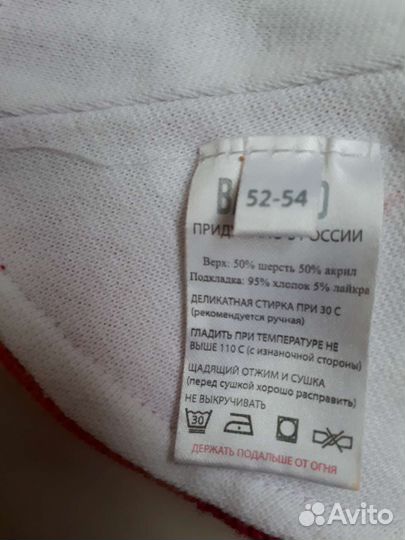 52-54
ПРИДУ
ОССИИ
Верх: 50% шерсть 50% акрил
Подкладка: 95% хлопок 5% лайкра
ДЕЛИКАТНАЯ СТИРКА ПРИ 30 С
(рекомендуется ручная)
ГЛАДИТЬ ПРИ ТЕМПЕРАТУРЕ НЕ
ВЫШЕ 110 С (с изнаночной стороны)
ЩАДЯЩИЙ ОТЖИМ И СУШКА
(перед сушкой хорошо расправить)
НЕ ВЫКРУЧИВАТЬ
30
ДЕРЖАТЬ ПОДАЛЬШЕ ОТ ОГНЯ
Avito